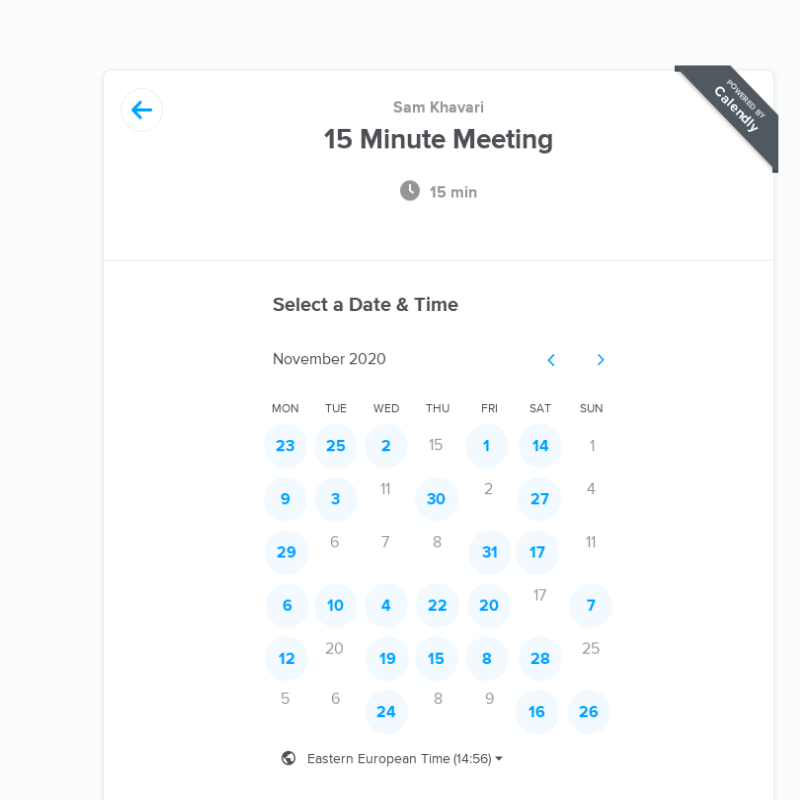 POWERED BY
Calendly
Sam Khavari
15 Minute Meeting
15 min
Select a Date & Time
November 2020
MON TUE WED THU FRI SAT SUN
23 25 2 15 1 14 1
9 3 11 30 2 27 4
29 6 7 8 31 17 11
6 10 4 22 20 17 7
12 20 19 15 8 28 25
5 6 24 8 9 16 26
Eastern European Time (14:56)